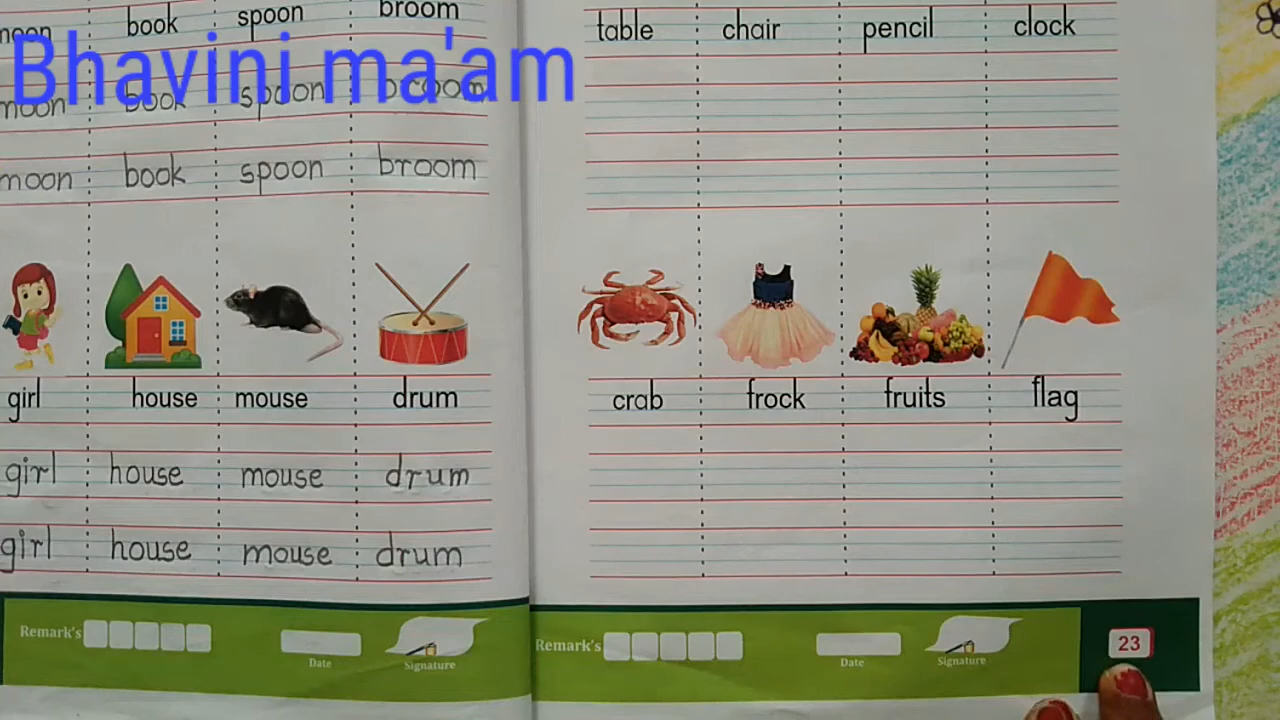 moon book spoon broom
Bhavini ma'am
moon book spoon broom
moon book spoon broom
girl house mouse drum
girl house mouse drum
girl house mouse drum
Remark's Date Signature
table chair pencil clock
crab frock fruits flag
Remark's Date Signature
23